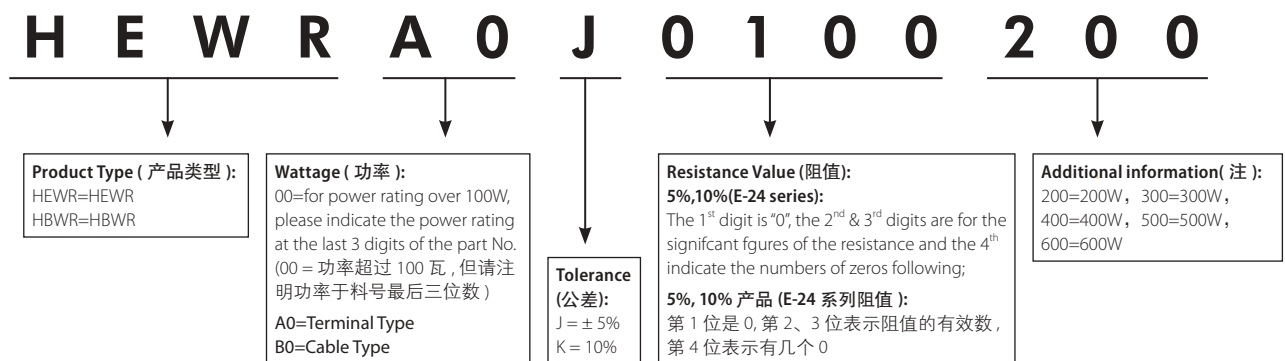 H E W R A 0 J 0 1 0 0 2 0 0
Product Type ( 产品类型 ):
HEWR=HEWR
HBWR=HBWR
Wattage ( 功率 ):
00=for power rating over 100W,
please indicate the power rating
at the last 3 digits of the part No.
(00 = 功率超过 100 瓦 , 但请注
明功率于料号最后三位数 )
A0=Terminal Type
B0=Cable Type
Tolerance
(公差):
J = ± 5%
K = 10%
Resistance Value (阻值):
5%,10%(E-24 series):
The 1st digit is "0", the 2nd & 3rd digits are for the
signifcant fgures of the resistance and the 4th
indicate the numbers of zeros following;
5%, 10% 产品 (E-24 系列阻值 ):
第 1 位是 0, 第 2、3 位表示阻值的有效数 ,
第 4 位表示有几个 0
Additional information( 注 ):
200=200W，300=300W，
400=400W，500=500W，
600=600W